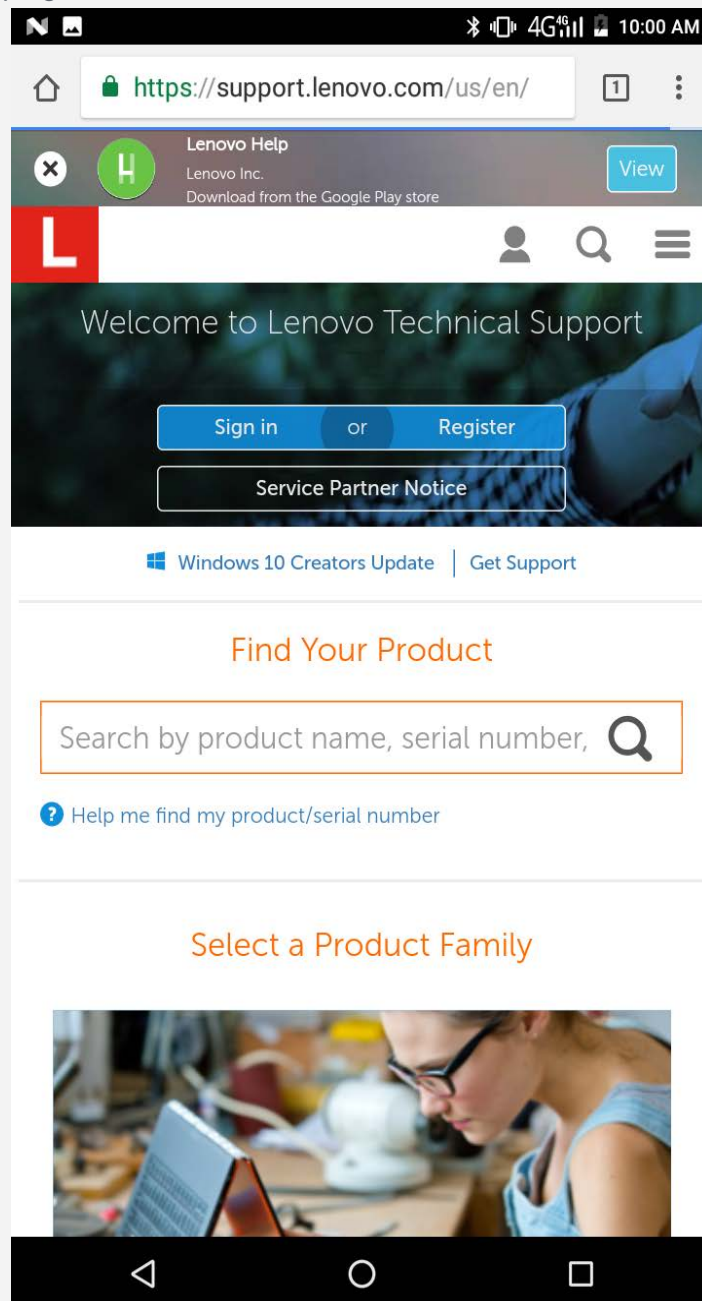 4G 4G 10:00 AM
https://support.lenovo.com/us/en/ 1
Lenovo Help
Lenovo Inc.
Download from the Google Play store
View
L
Welcome to Lenovo Technical Support
Sign in or Register
Service Partner Notice
Windows 10 Creators Update | Get Support
Find Your Product
Search by product name, serial number,
Help me find my product/serial number
Select a Product Family